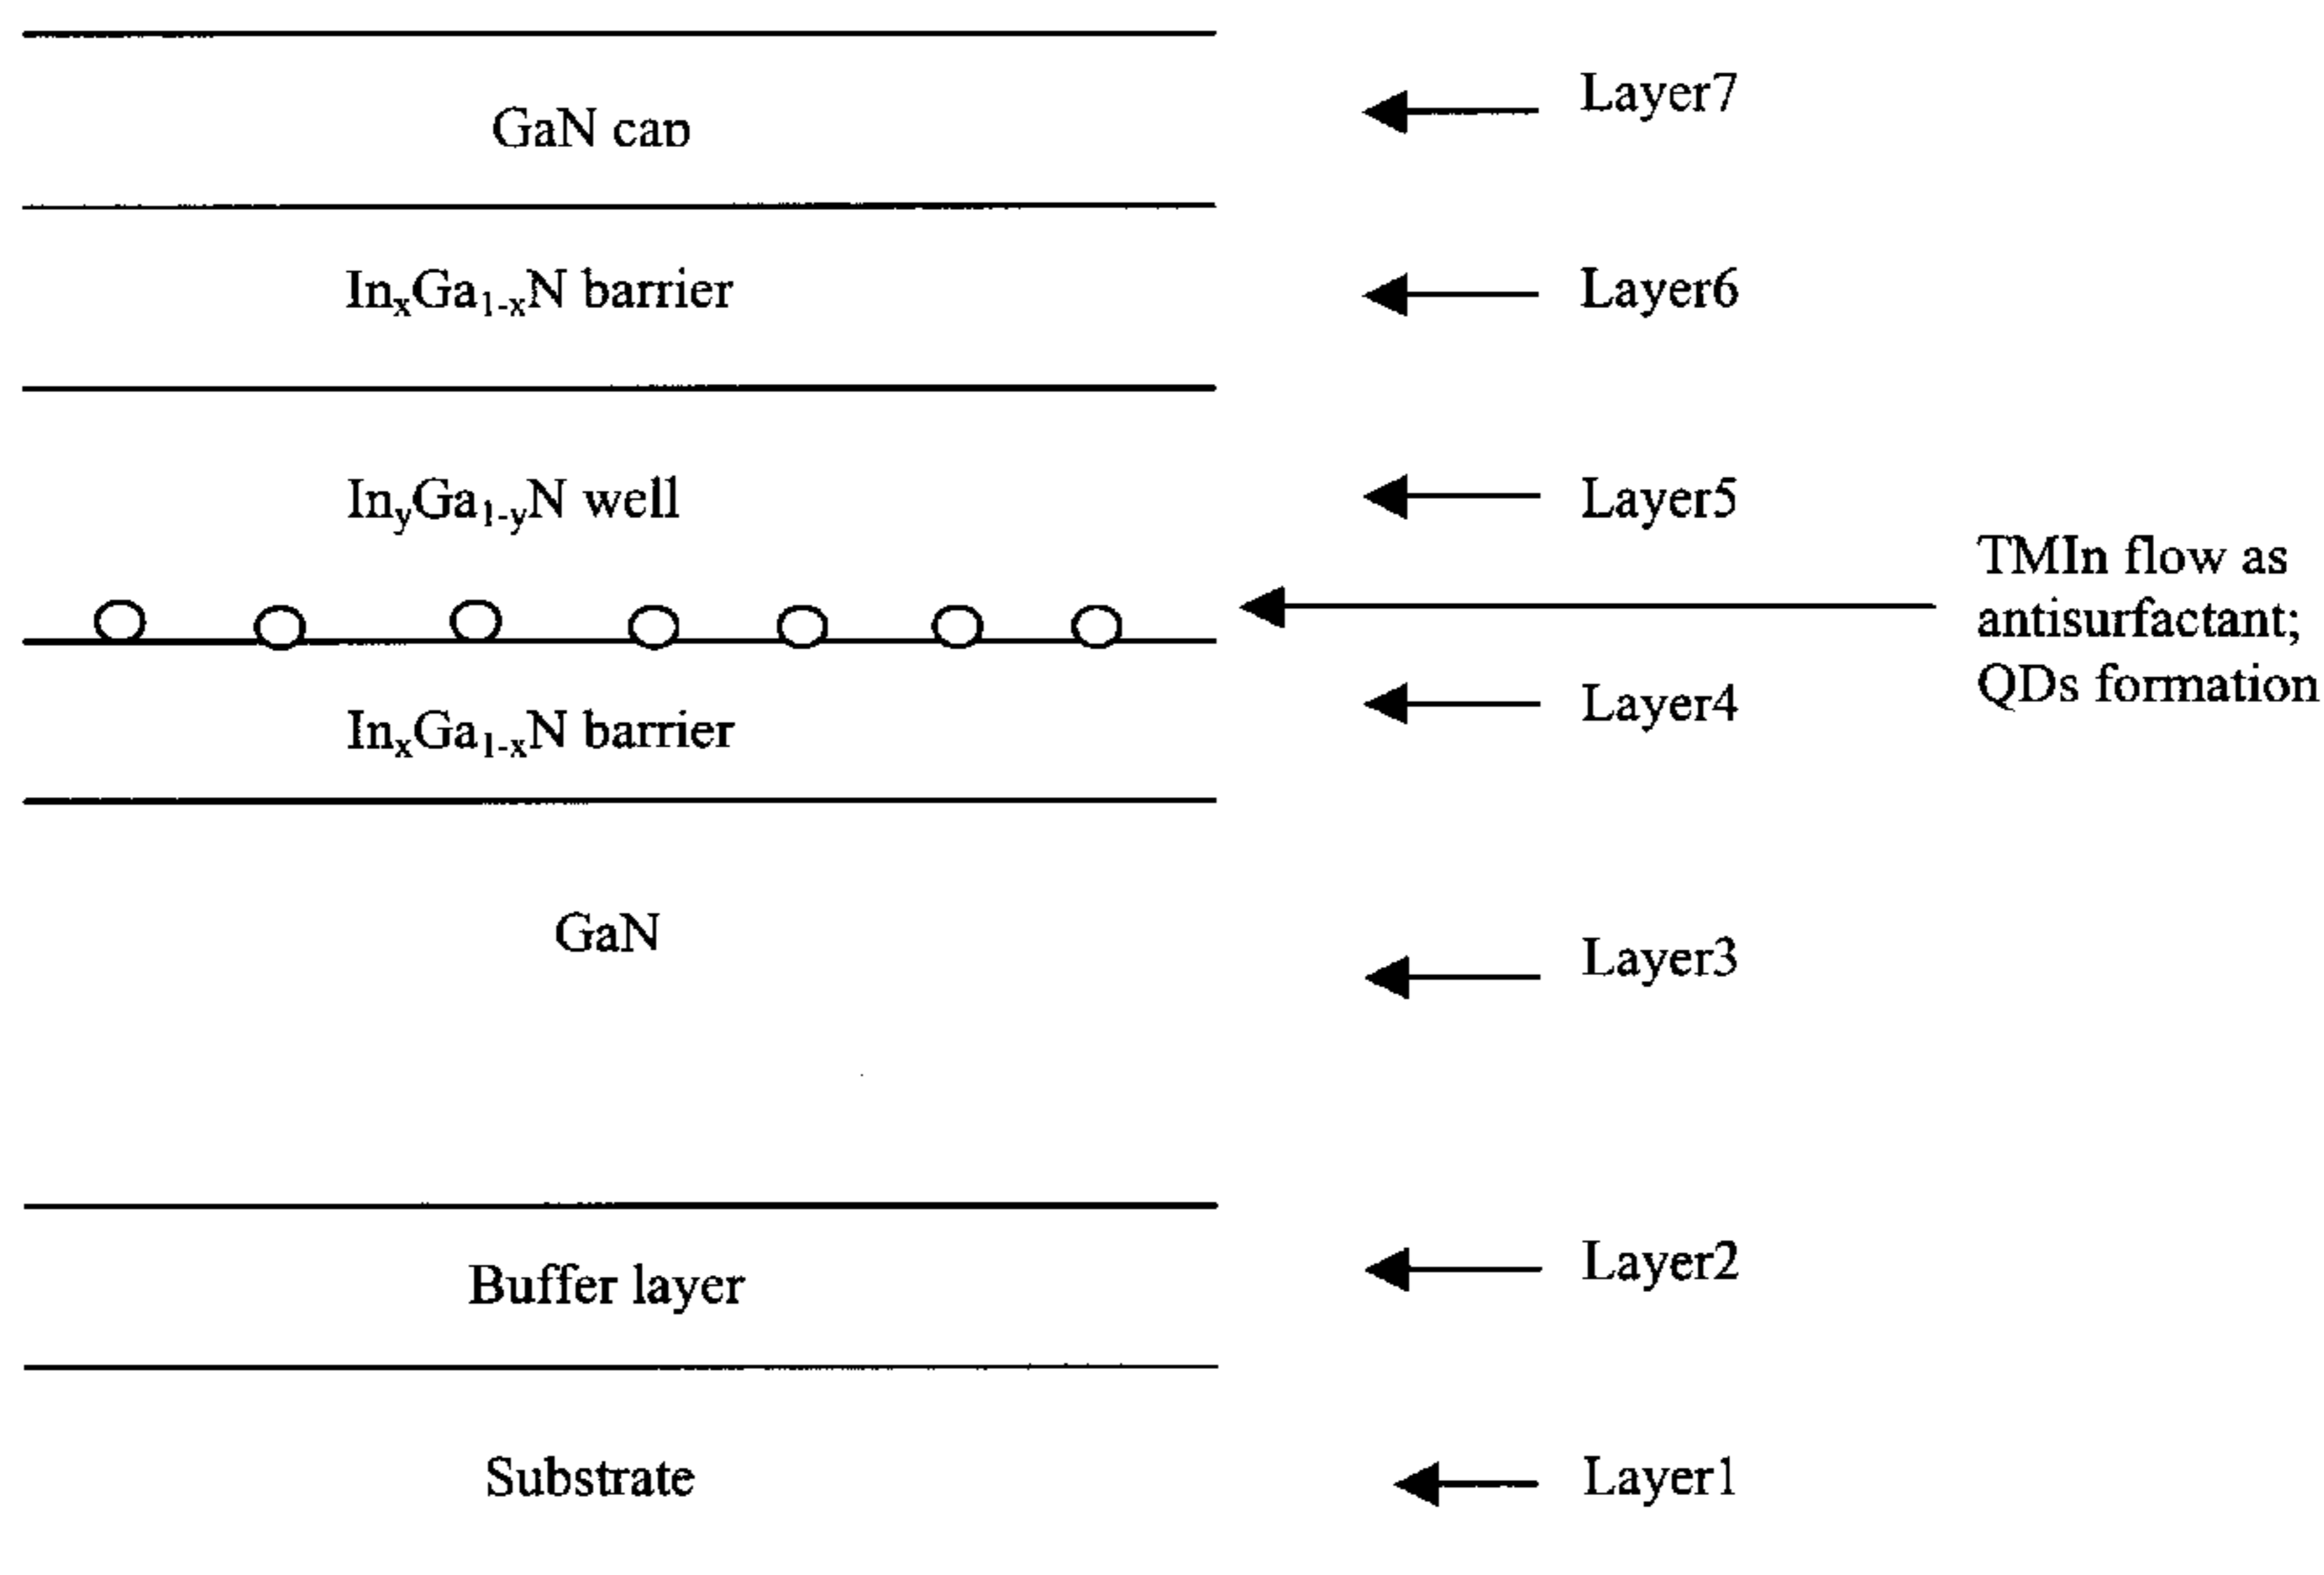 GaN cap
Layer7
InₓGa₁₋ₓN barrier
Layer6
InyGa1-yN well
Layer5
TMIn flow as
antisurfactant;
QDs formation
InₓGa₁₋ₓN barrier
Layer4
GaN
Layer3
Buffer layer
Layer2
Substrate
Layer1